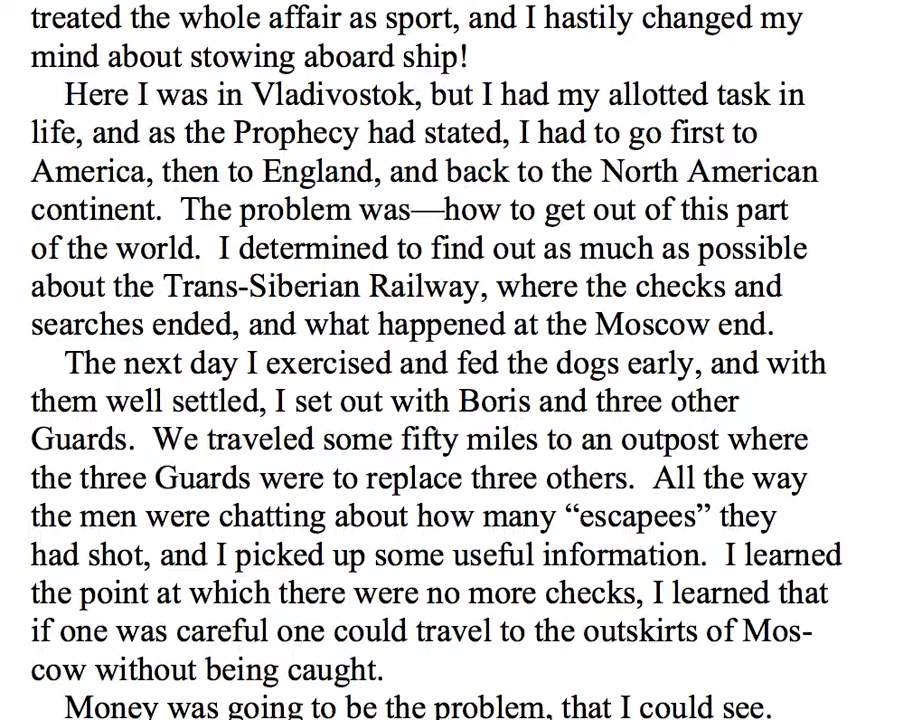 treated the whole affair as sport, and I hastily changed my
mind about stowing aboard ship!
Here I was in Vladivostok, but I had my allotted task in
life, and as the Prophecy had stated, I had to go first to
America, then to England, and back to the North American
continent.  The problem was—how to get out of this part
of the world.  I determined to find out as much as possible
about the Trans-Siberian Railway, where the checks and
searches ended, and what happened at the Moscow end.
The next day I exercised and fed the dogs early, and with
them well settled, I set out with Boris and three other
Guards.  We traveled some fifty miles to an outpost where
the three Guards were to replace three others.  All the way
the men were chatting about how many “escapees” they
had shot, and I picked up some useful information.  I learned
the point at which there were no more checks, I learned that
if one was careful one could travel to the outskirts of Mos-
cow without being caught.
Money was going to be the problem, that I could see.